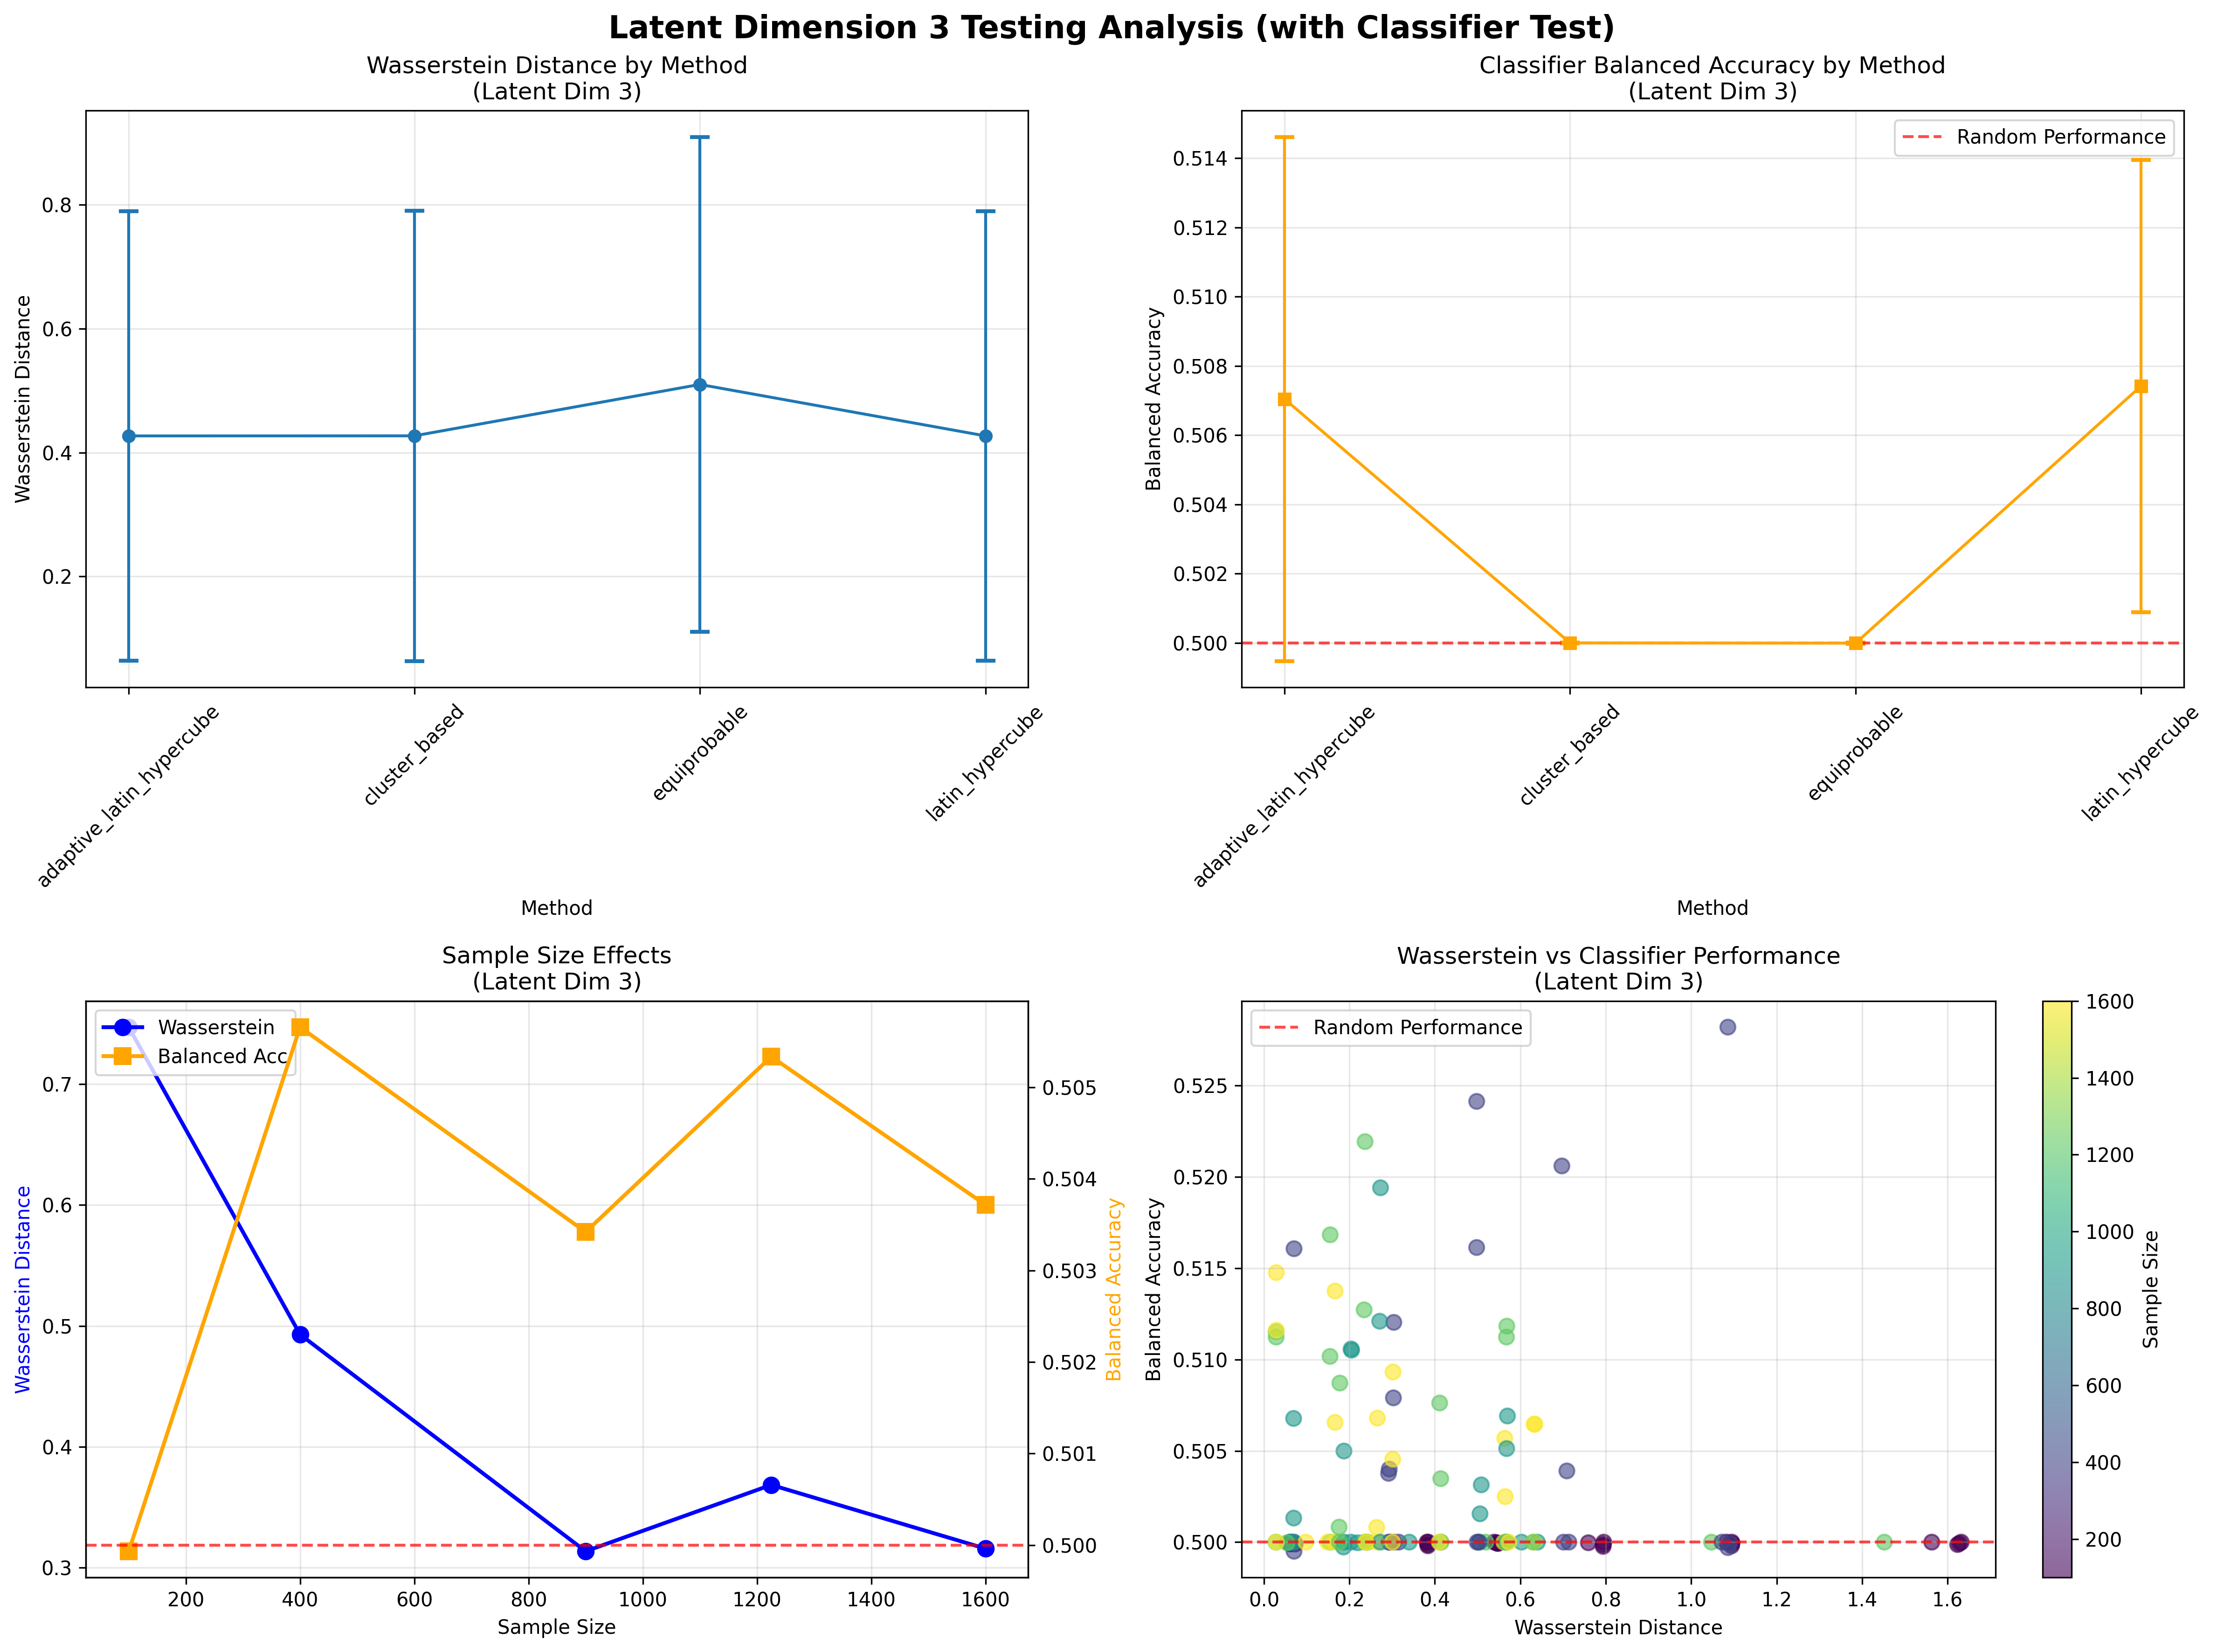 Latent Dimension 3 Testing Analysis (with Classifier Test)
Wasserstein Distance by Method
(Latent Dim 3)
Wasserstein Distance
0.8
0.6
0.4
0.2
adaptive_latin_hypercube
cluster_based
equiprobable
latin_hypercube
Method
Classifier Balanced Accuracy by Method
(Latent Dim 3)
Random Performance
Balanced Accuracy
0.514
0.512
0.510
0.508
0.506
0.504
0.502
0.500
adaptive_latin_hypercube
cluster_based
equiprobable
latin_hypercube
Method
Sample Size Effects
(Latent Dim 3)
Wasserstein
Balanced Acc
Wasserstein Distance
0.7
0.6
0.5
0.4
0.3
200
400
600
800
1000
1200
1400
1600
Sample Size
0.505
0.504
0.503
0.502
0.501
0.500
Balanced Accuracy
Wasserstein vs Classifier Performance
(Latent Dim 3)
Random Performance
Balanced Accuracy
0.525
0.520
0.515
0.510
0.505
0.500
0.0
0.2
0.4
0.6
0.8
1.0
1.2
1.4
1.6
Wasserstein Distance
1600
1400
1200
1000
800
600
400
200
Sample Size